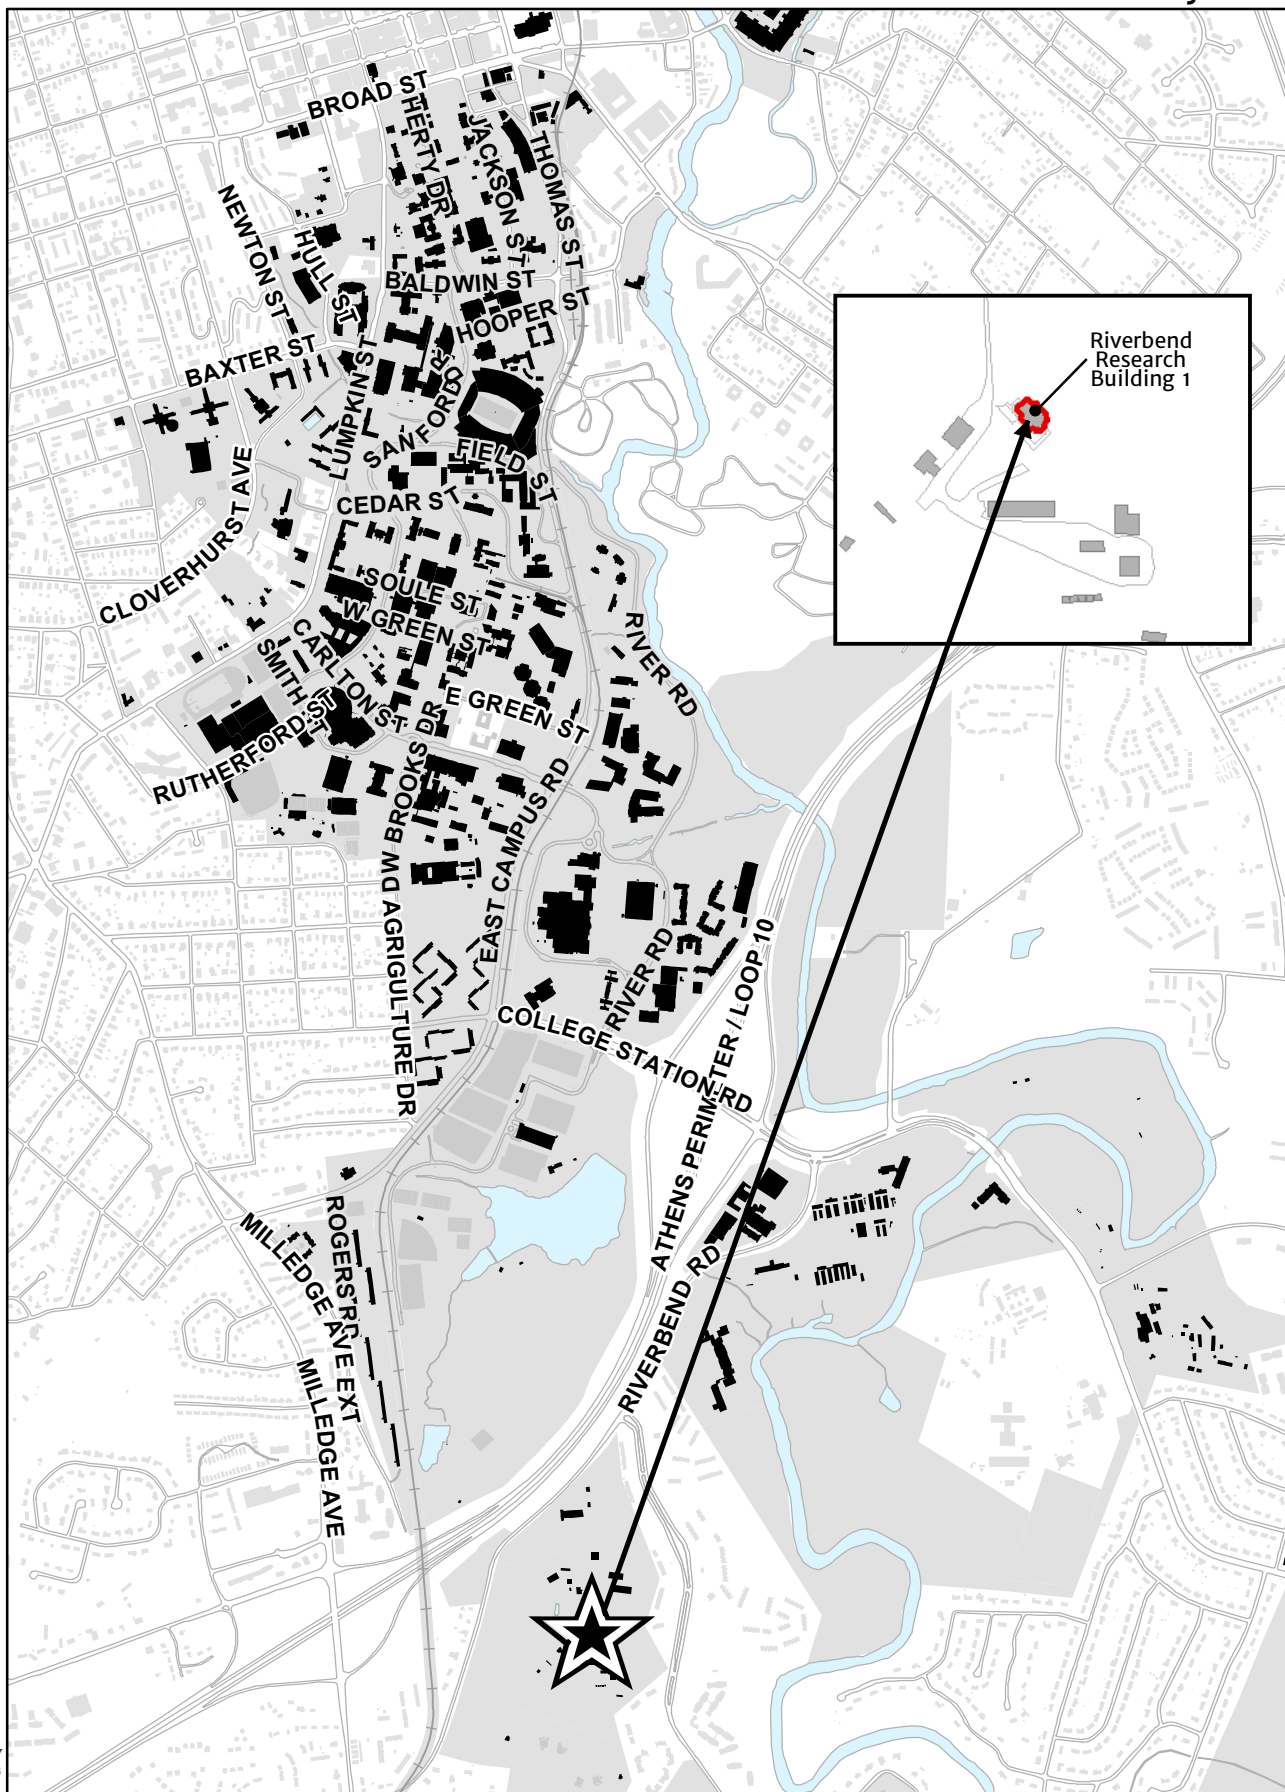 BROAD ST
HERTY DR
JACKSON ST
THOMAS ST
NEWTON ST
HULL ST
BALDWIN ST
HOOPER ST
BAXTER ST
LUMPKIN ST
SANFORD DR
FIELD ST
CEDAR ST
CLOVERHURST AVE
SOULE ST
W GREEN ST
CARLTON ST
SMITH ST
RUTHERFORD ST
E GREEN ST
RIVER RD
DW BROOKS DR
EAST CAMPUS RD
AGRIGULTURE DR
RIVER RD
COLLEGE STATION RD
ATHENS PERIMETER / LOOP 10
RIVERBEND RD
ROGERS RD
MILLEDGE AVE EXT
MILLEDGE AVE
Riverbend
Research
Building 1